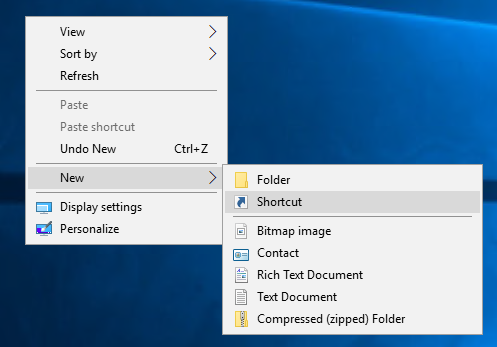 View
Sort by
Refresh
Paste
Paste shortcut
Undo New Ctrl+Z
New
Display settings
Personalize
Folder
Shortcut
Bitmap image
Contact
Rich Text Document
Text Document
Compressed (zipped) Folder